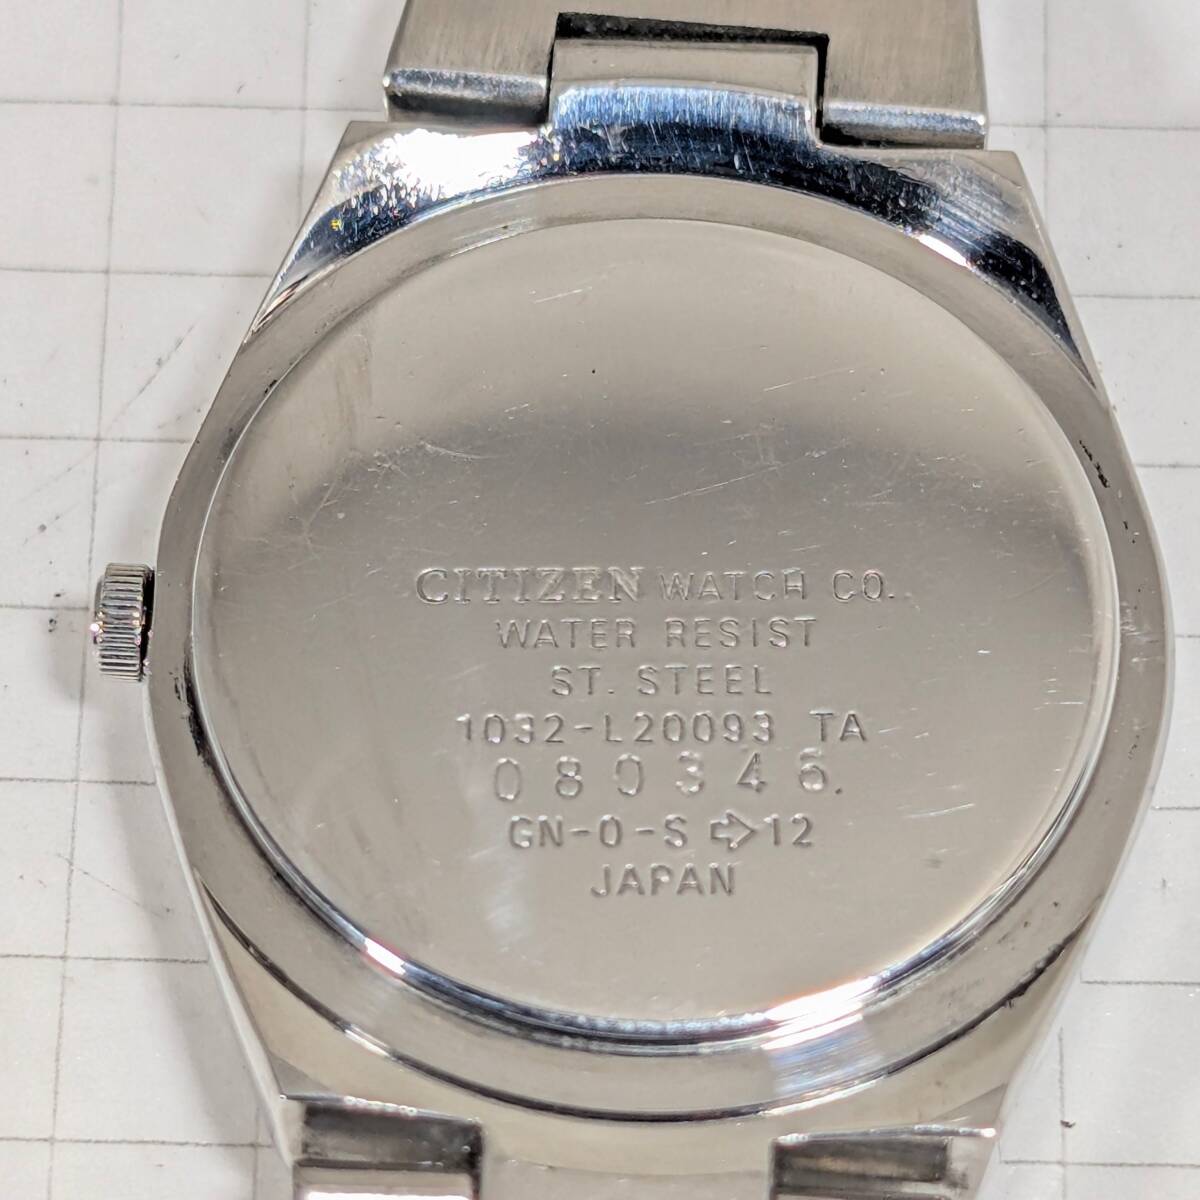 CITIZEN WATCH CO.
WATER RESIST
ST. STEEL
1032-L20093 TA
080346.
GN-0-S ➩12
JAPAN